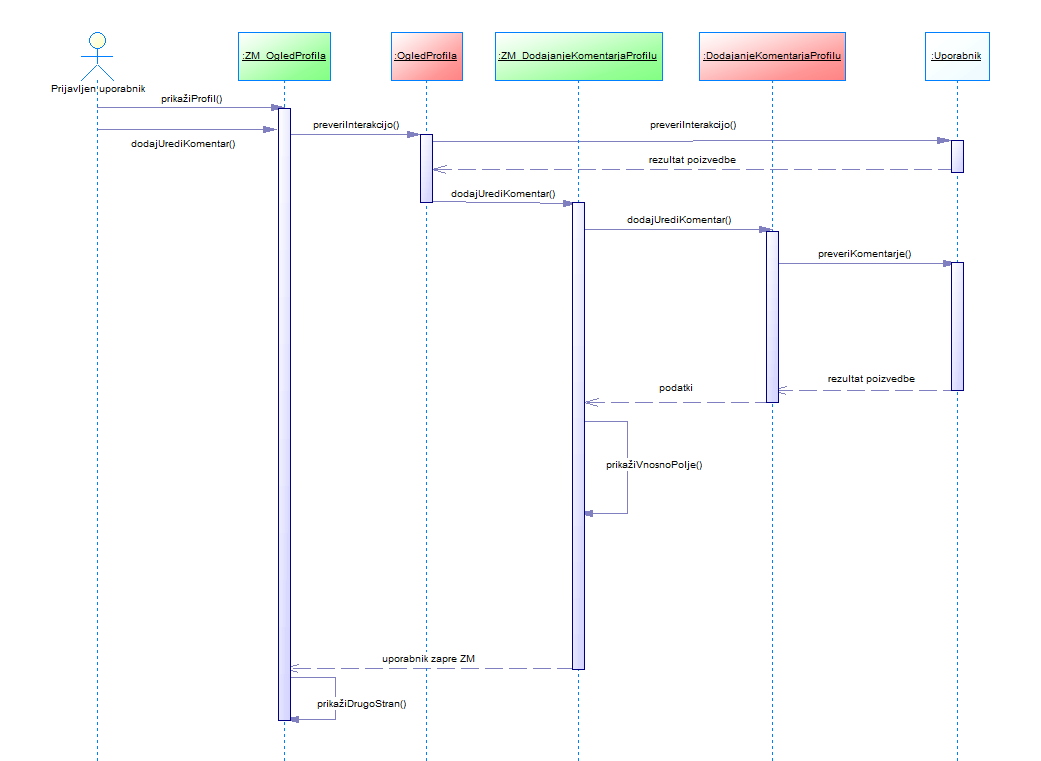 :ZM_OgledProfila
:OgledProfila
:ZM_DodajanjeKomentarjaProfilu
:DodajanjeKomentarjaProfilu
:Uporabnik
Prijavljen uporabnik
prikažiProfil()
dodajUrediKomentar()
preveriInterakcijo()
preveriInterakcijo()
rezultat poizvedbe
dodajUrediKomentar()
dodajUrediKomentar()
preveriKomentarje()
rezultat poizvedbe
podatki
prikažiVnosnoPolje()
uporabnik zapre ZM
prikažiDrugoStran()